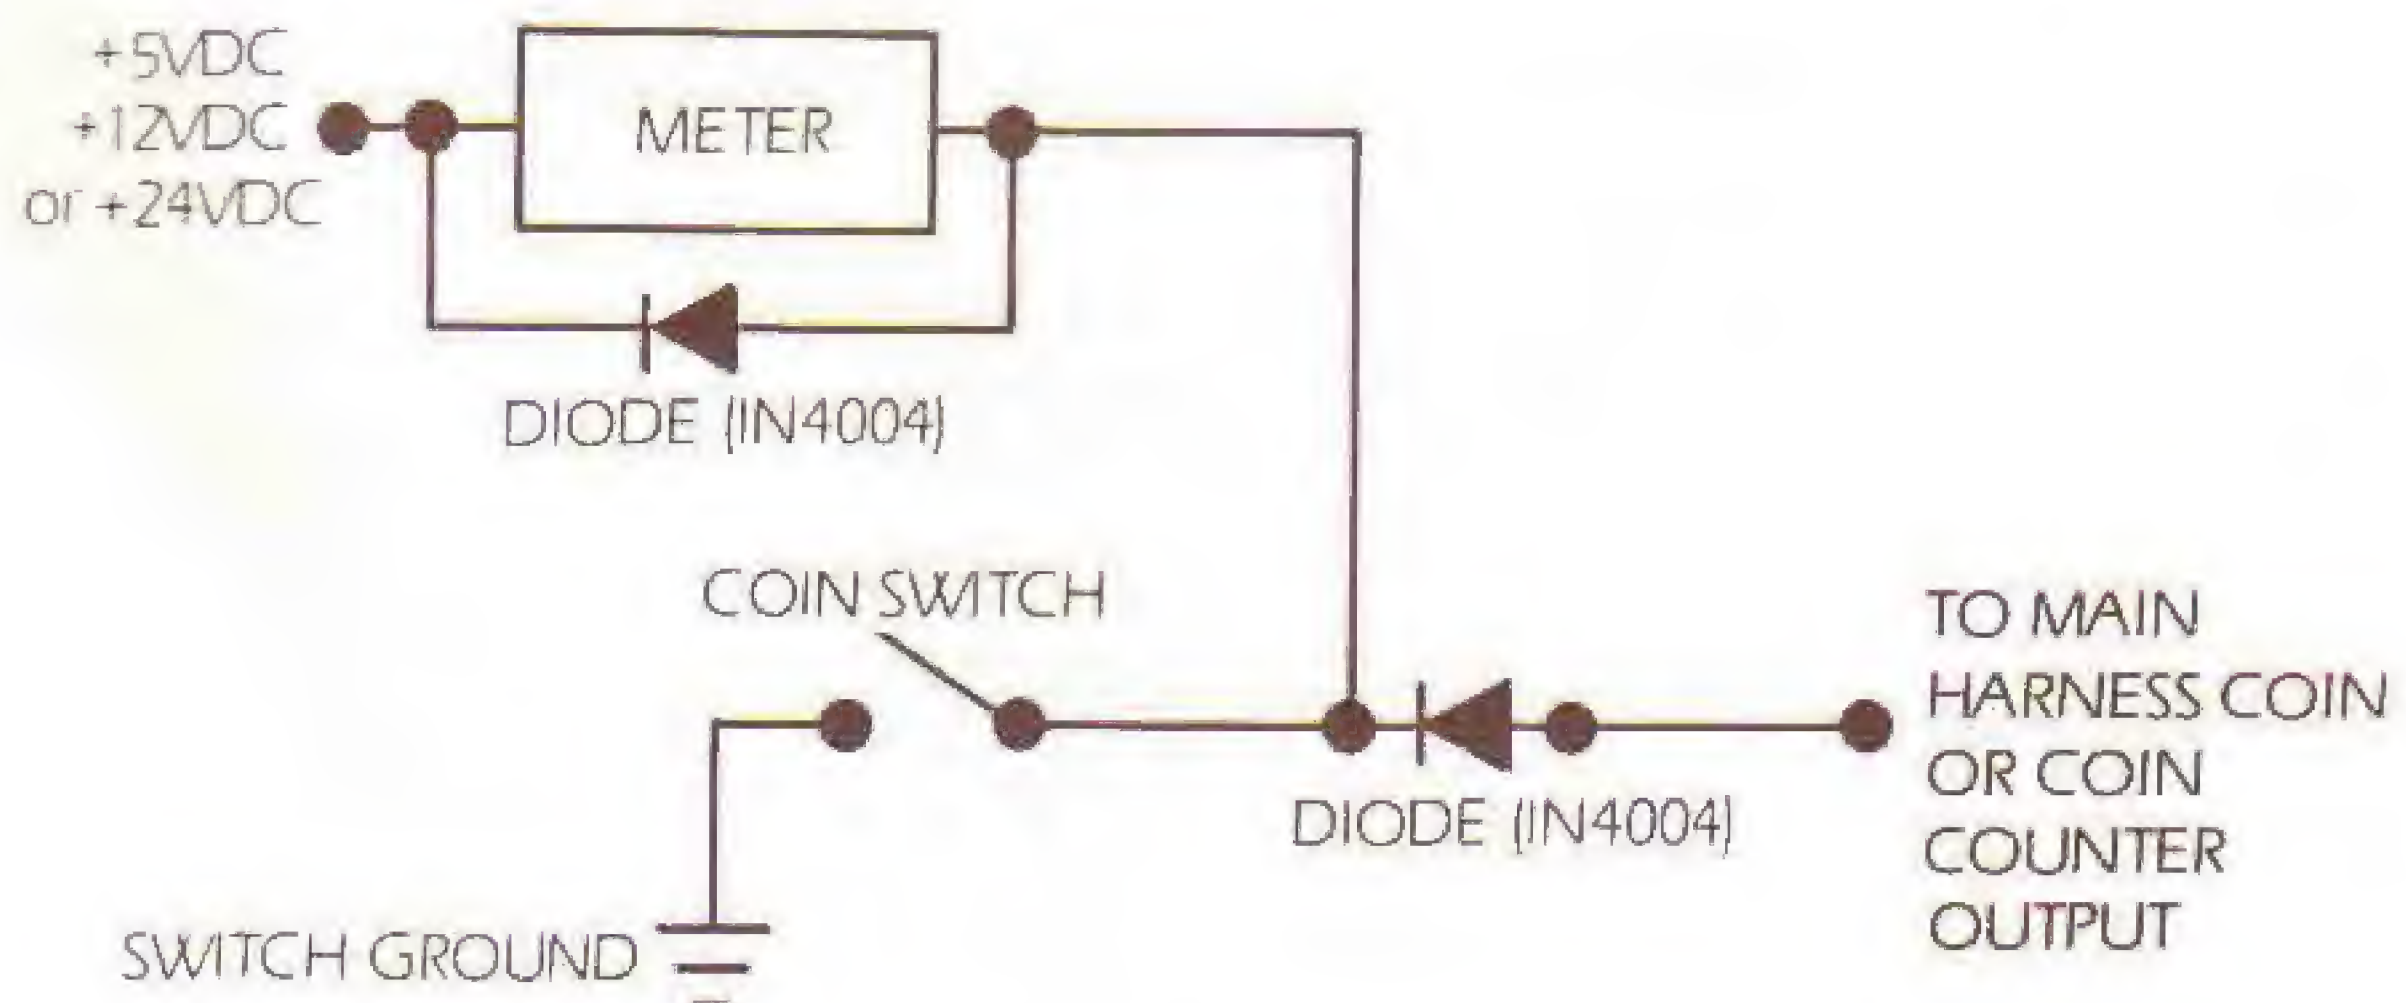 +5VDC
+12VDC
or +24VDC
METER
DIODE (IN4004)
COIN SWITCH
TO MAIN
HARNESS COIN
OR COIN
COUNTER
OUTPUT
DIODE (IN4004)
SWITCH GROUND